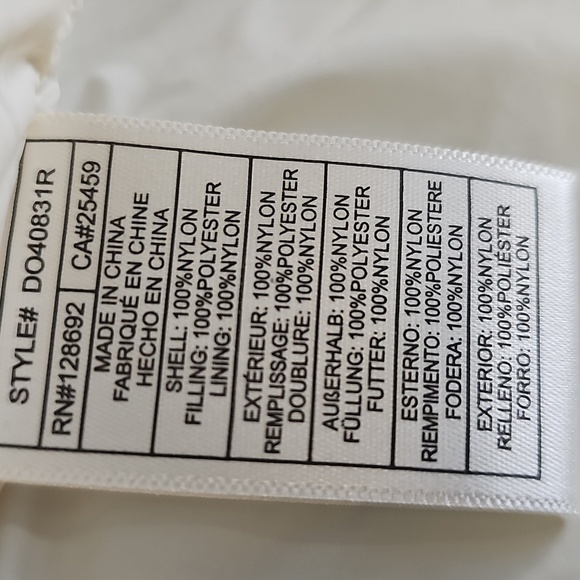 STYLE# DO40831R
RN#128692 CA#25459
MADE IN CHINA
FABRIQUÉ EN CHINE
HECHO EN CHINA
SHELL: 100%NYLON
FILLING: 100%POLYESTER
LINING: 100%NYLON
EXTÉRIEUR: 100%NYLON
REMPLISSAGE: 100%POLYESTER
DOUBLURE: 100%NYLON
AUßERHALB: 100%NYLON
FÜLLUNG: 100%POLYESTER
FUTTER: 100%NYLON
ESTERNO: 100%NYLON
RIEMPIMENTO: 100%POLIESTERE
FODERA: 100%NYLON
EXTERIOR: 100%NYLON
RELLENO: 100%POLIÉSTER
FORRO: 100%NYLON